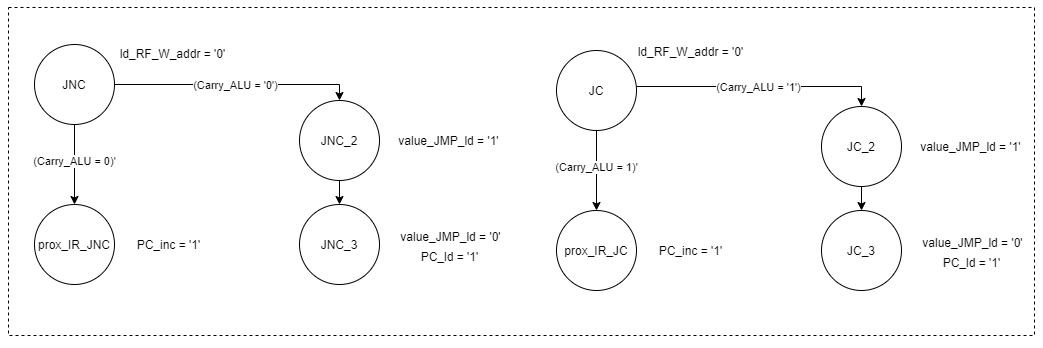 ld_RF_W_addr = '0'
JNC
(Carry_ALU = '0')
JNC_2
value_JMP_ld = '1'
(Carry_ALU = 0)'
prox_IR_JNC
PC_inc = '1'
JNC_3
value_JMP_ld = '0'
PC_ld = '1'
ld_RF_W_addr = '0'
JC
(Carry_ALU = '1')
JC_2
value_JMP_ld = '1'
(Carry_ALU = 1)'
prox_IR_JC
PC_inc = '1'
JC_3
value_JMP_ld = '0'
PC_ld = '1'